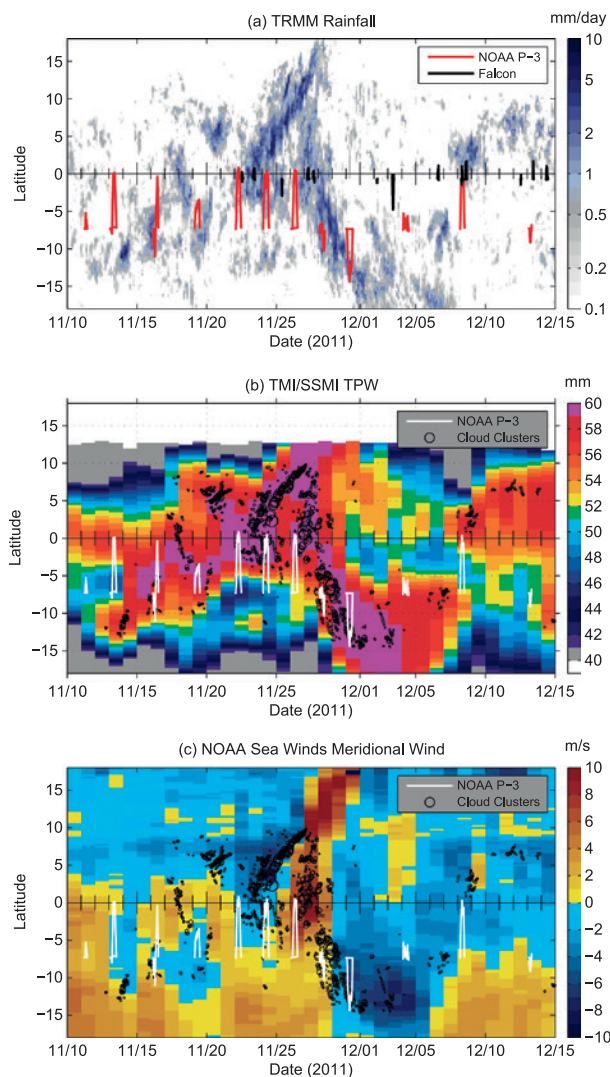 (a) TRMM Rainfall
mm/day
NOAA P-3
Falcon
15
10
5
0
−5
−10
−15
Latitude
11/10 11/15 11/20 11/25 12/01 12/05 12/10 12/15
Date (2011)
10
5
2
1
0.5
0.2
0.1
(b) TMI/SSMI TPW
mm
NOAA P-3
Cloud Clusters
15
10
5
0
−5
−10
−15
Latitude
11/10 11/15 11/20 11/25 12/01 12/05 12/10 12/15
Date (2011)
60
58
56
54
52
50
48
46
44
42
40
(c) NOAA Sea Winds Meridional Wind
m/s
NOAA P-3
Cloud Clusters
15
10
5
0
−5
−10
−15
Latitude
11/10 11/15 11/20 11/25 12/01 12/05 12/10 12/15
Date (2011)
10
8
6
4
2
0
−2
−4
−6
−8
−10